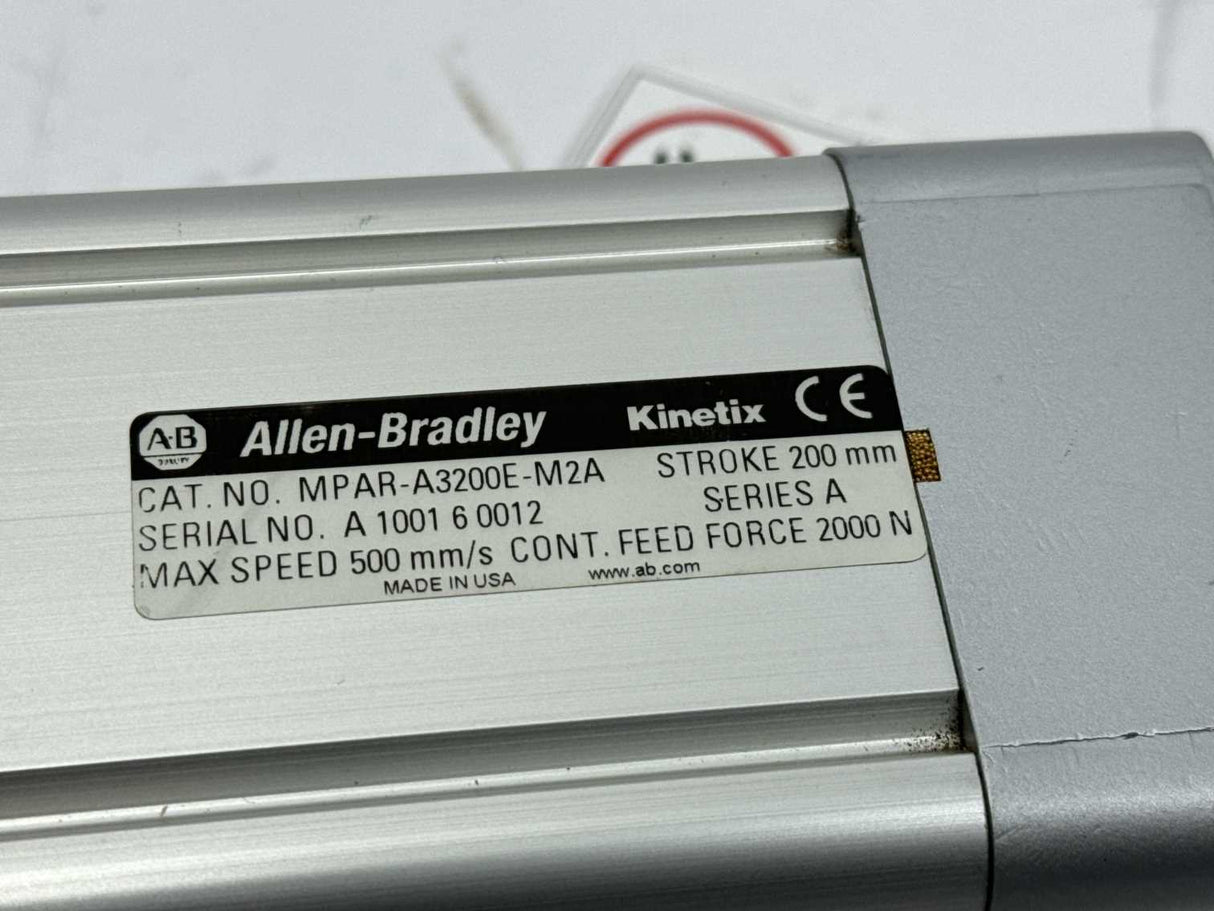 A·B
Allen-Bradley Kinetix CE
CAT. NO. MPAR-A3200E-M2A STROKE 200 mm
SERIAL NO. A 1001 6 0012 SERIES A
MAX SPEED 500 mm/s CONT. FEED FORCE 2000 N
MADE IN USA www.ab.com